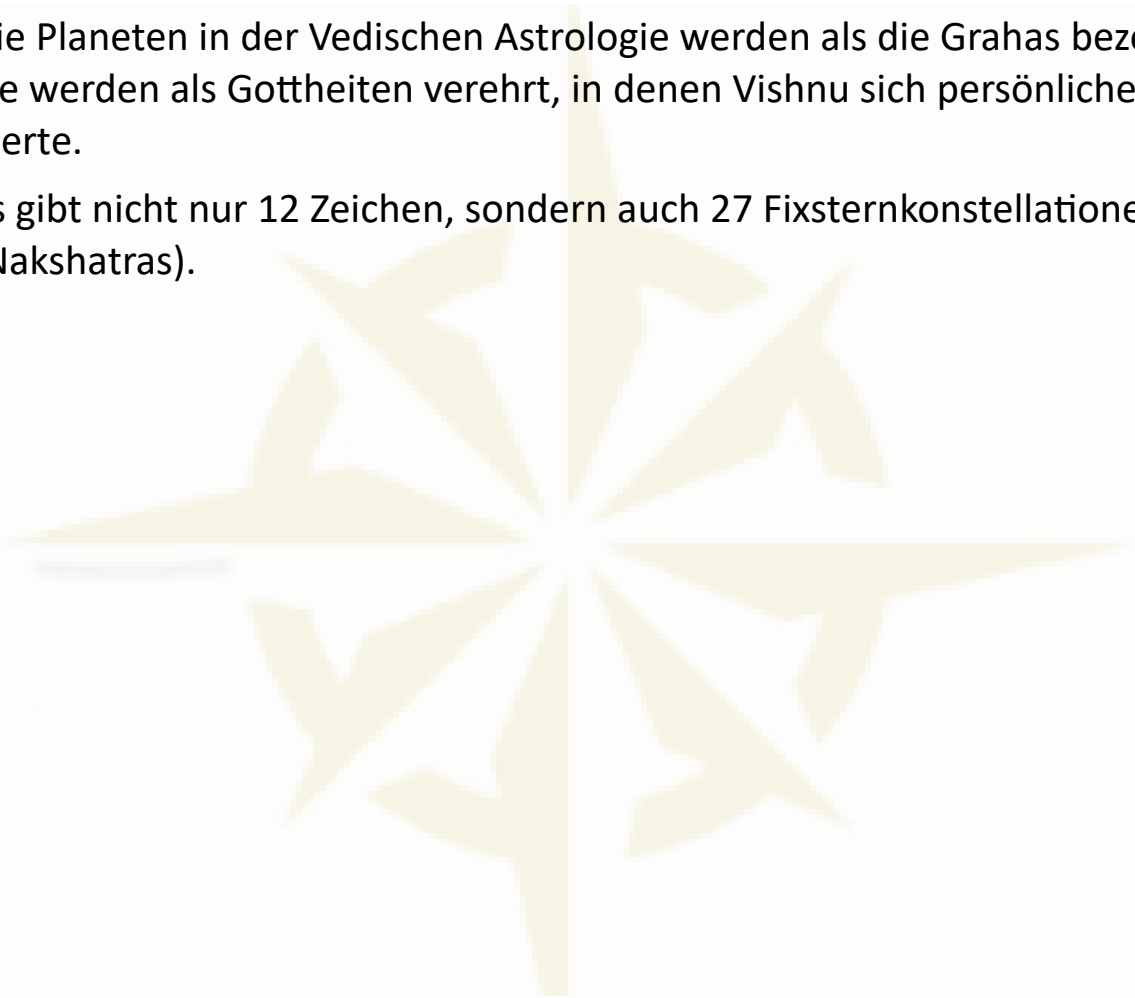 ie Planeten in der Vedischen Astrologie werden als die Grahas beze
e werden als Gottheiten verehrt, in denen Vishnu sich persönliche
erte.
s gibt nicht nur 12 Zeichen, sondern auch 27 Fixsternkonstellatione
Nakshatras).